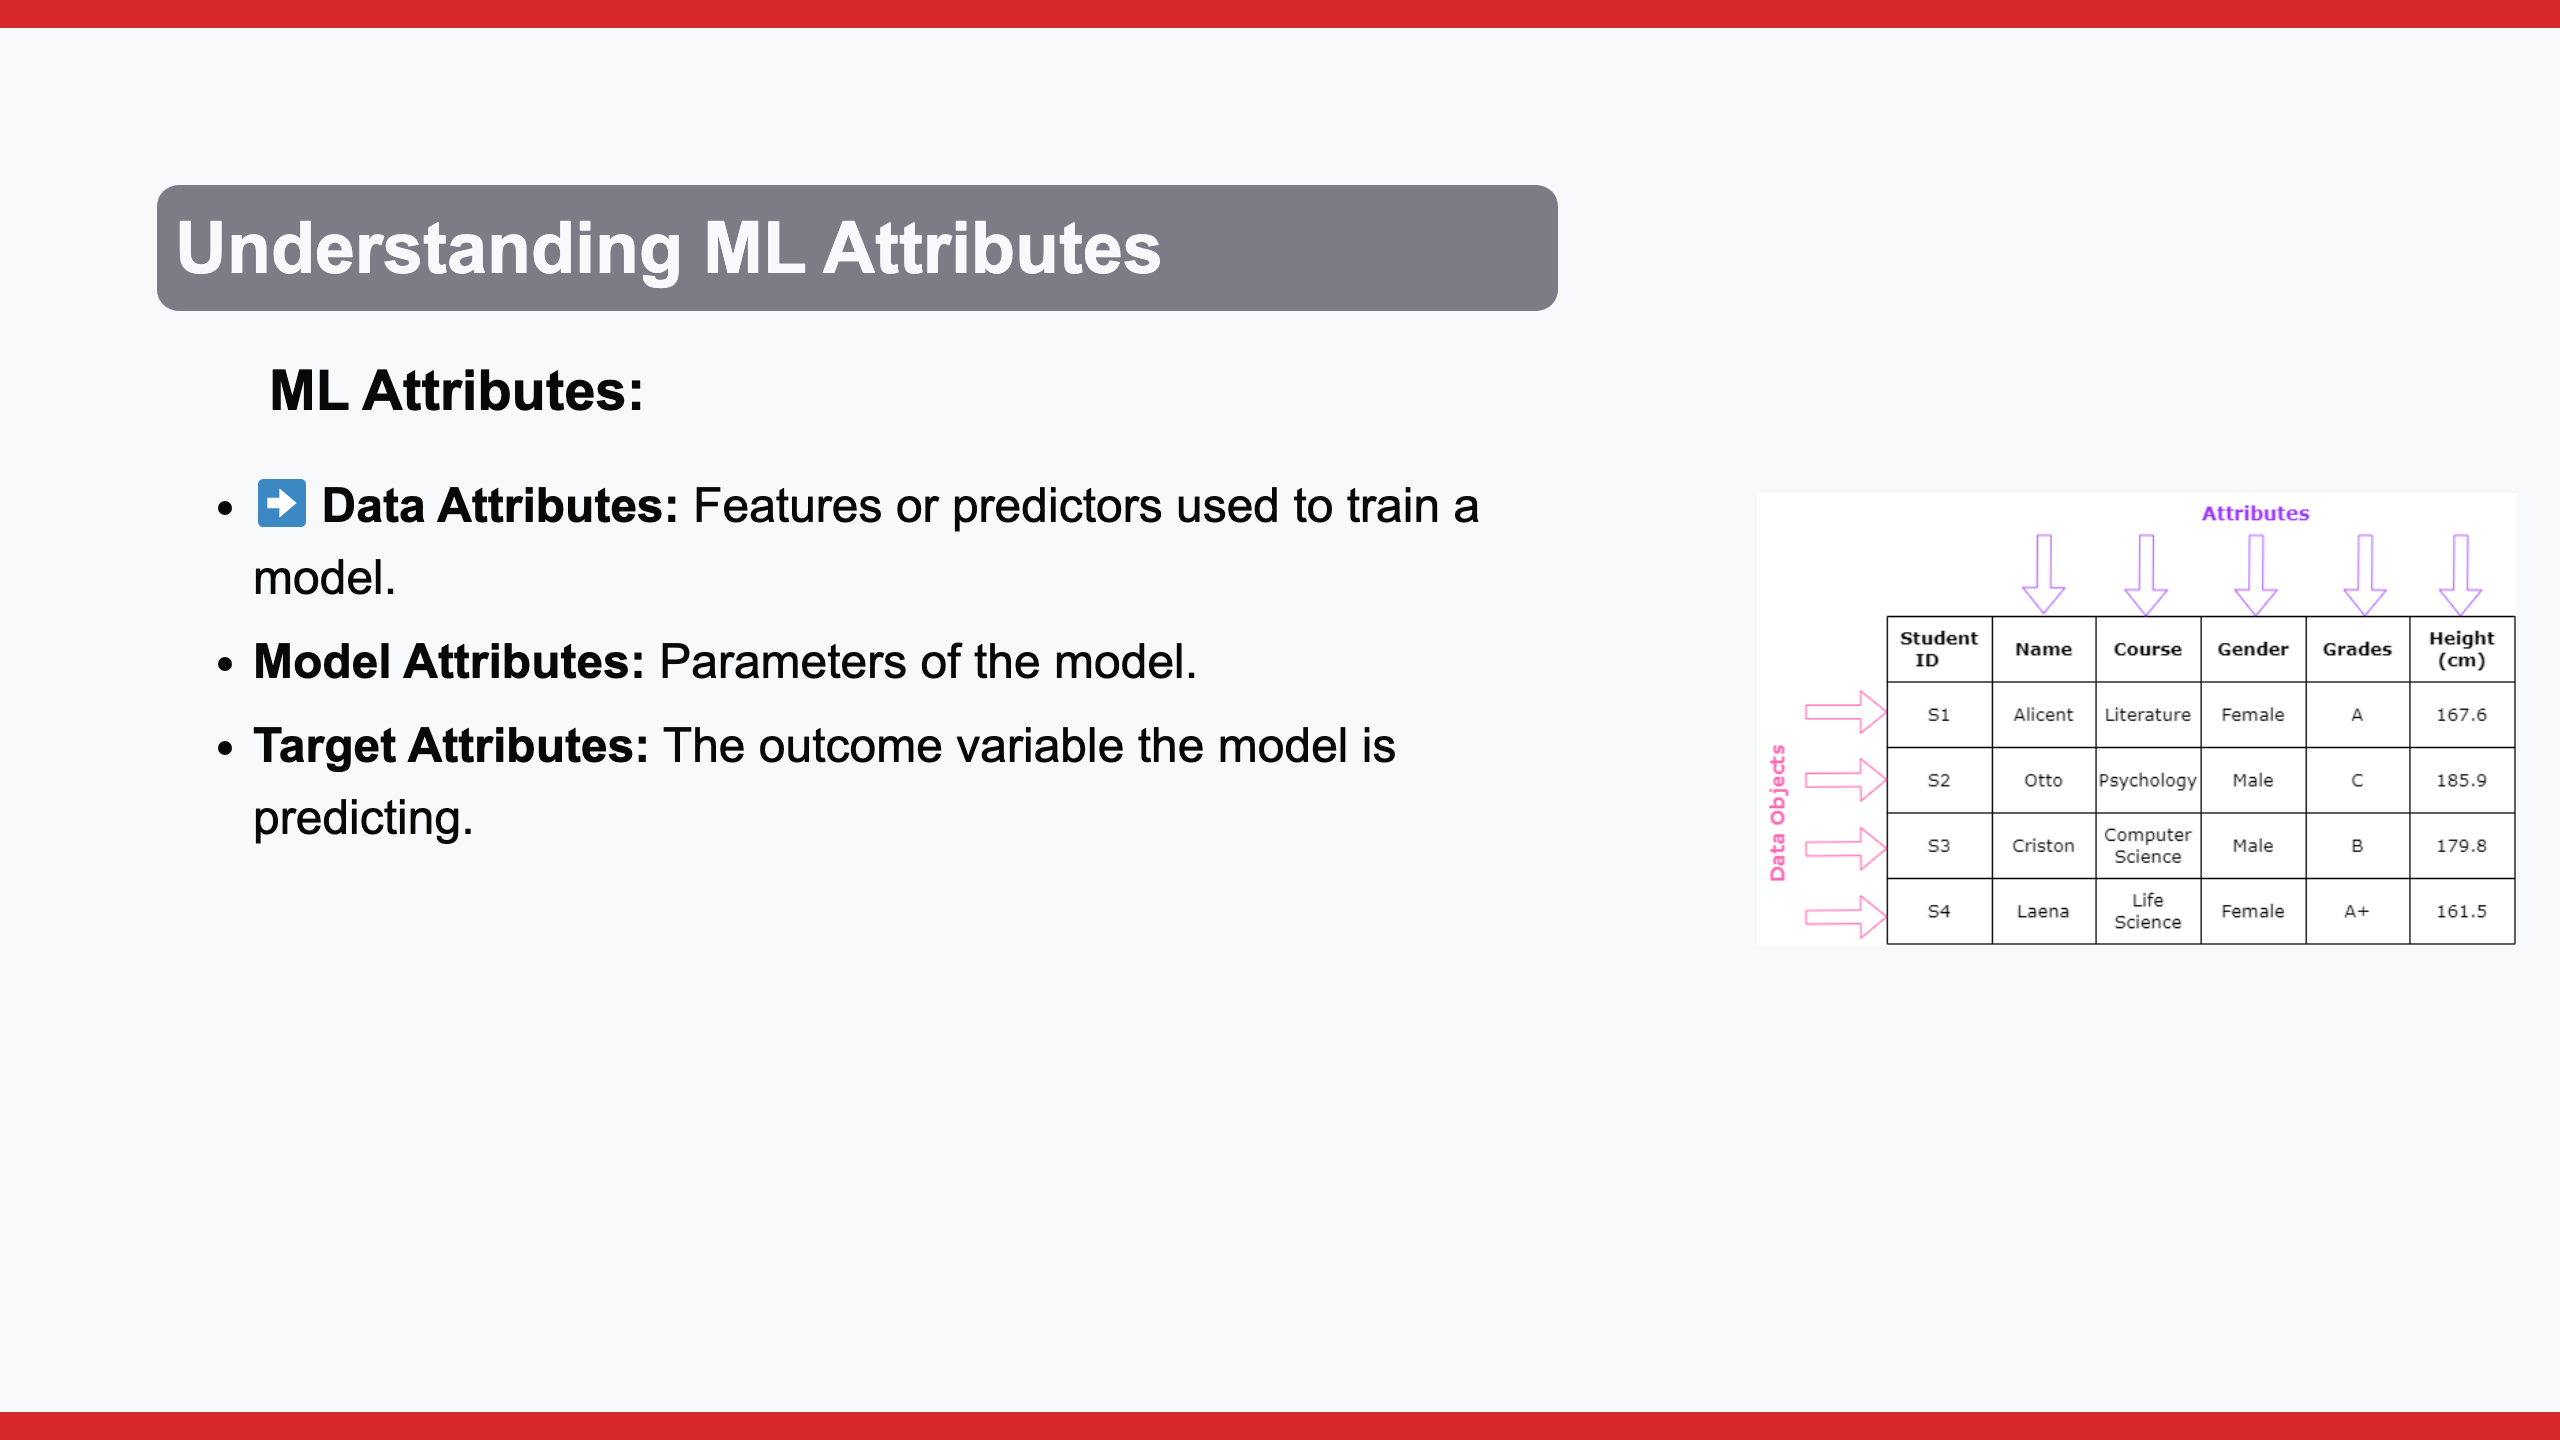 Understanding ML Attributes
ML Attributes:
• ➡️ Data Attributes: Features or predictors used to train a
model.
• Model Attributes: Parameters of the model.
• Target Attributes: The outcome variable the model is
predicting.
Attributes
Data Objects
Student ID Name Course Gender Grades Height (cm)
S1 Alicent Literature Female A 167.6
S2 Otto Psychology Male C 185.9
S3 Criston Computer Science Male B 179.8
S4 Laena Life Science Female A+ 161.5